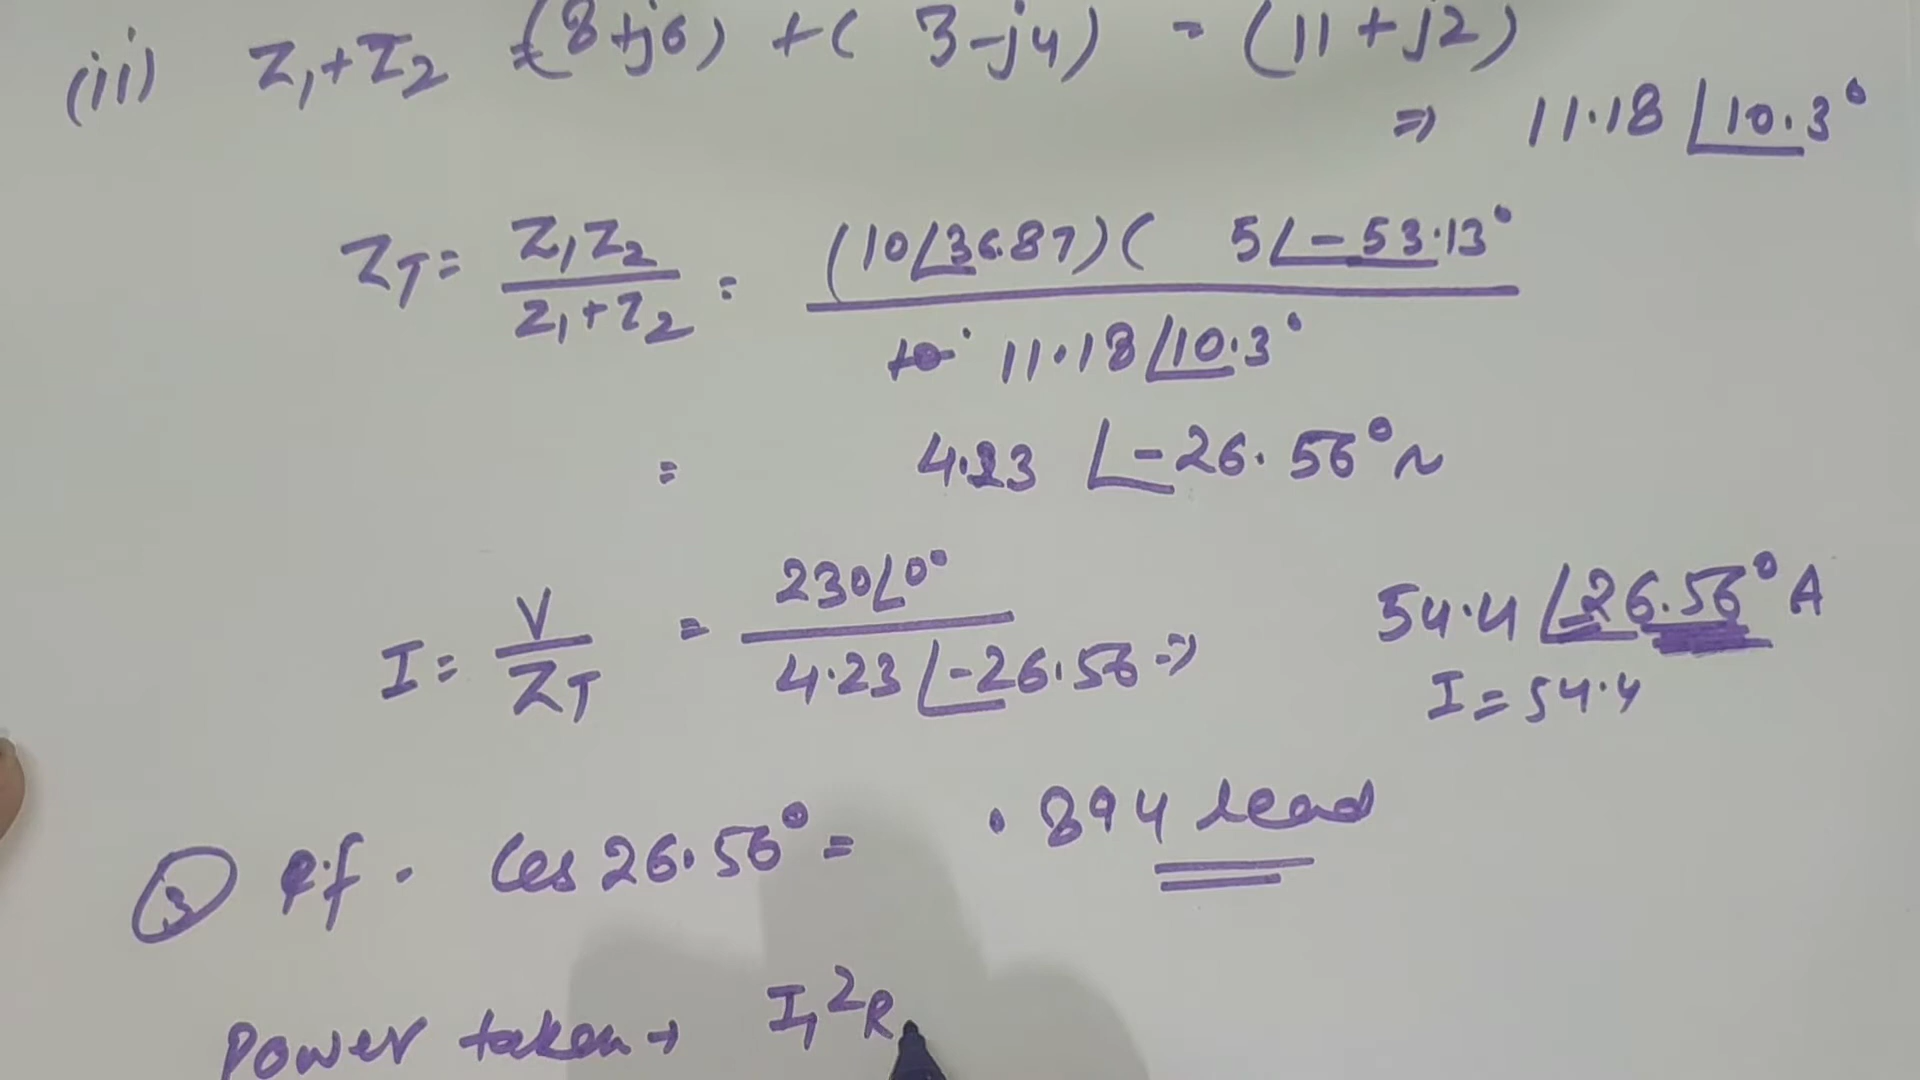 (iii) Z1+Z2 = (8+j6) + ( 3-j4) = (11+j2)
⇒ 11.18 ∠10.3°
ZT = Z1Z2 / Z1+Z2 = (10∠36.87) ( 5∠-53.13° / 11.18∠10.3°
= 4.23 ∠-26.56° ~
I = V / ZT = 230∠0° / 4.23∠-26.56 ⇒ 54.4 ∠26.56° A
I = 54.4
③ P.f. Cos 26.56° = .894 lead
Power taken → I1²R